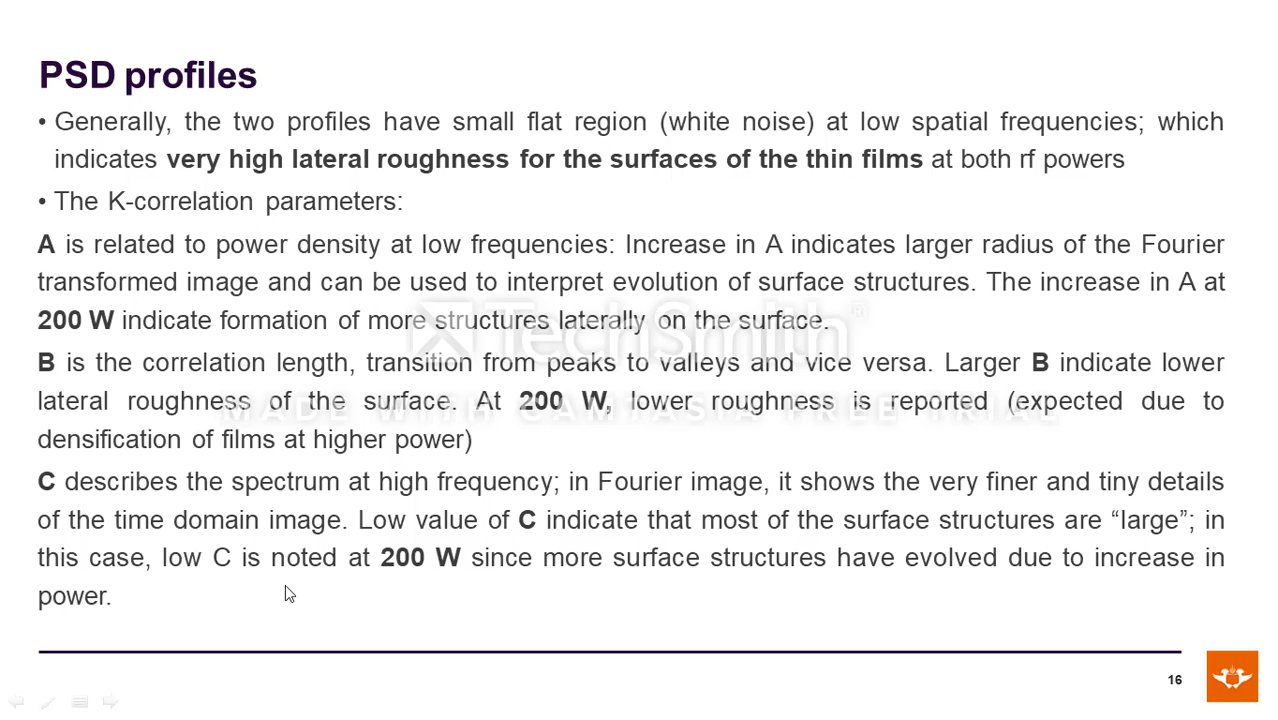 PSD profiles
• Generally, the two profiles have small flat region (white noise) at low spatial frequencies; which
indicates very high lateral roughness for the surfaces of the thin films at both rf powers
• The K-correlation parameters:
A is related to power density at low frequencies: Increase in A indicates larger radius of the Fourier
transformed image and can be used to interpret evolution of surface structures. The increase in A at
200 W indicate formation of more structures laterally on the surface.
TechSmith®
B is the correlation length, transition from peaks to valleys and vice versa. Larger B indicate lower
lateral roughness of the surface. At 200 W, lower roughness is reported (expected due to
MADE WITH CAMTASIA FREE TRIAL
densification of films at higher power)
C describes the spectrum at high frequency; in Fourier image, it shows the very finer and tiny details
of the time domain image. Low value of C indicate that most of the surface structures are “large”; in
this case, low C is noted at 200 W since more surface structures have evolved due to increase in
power.
16